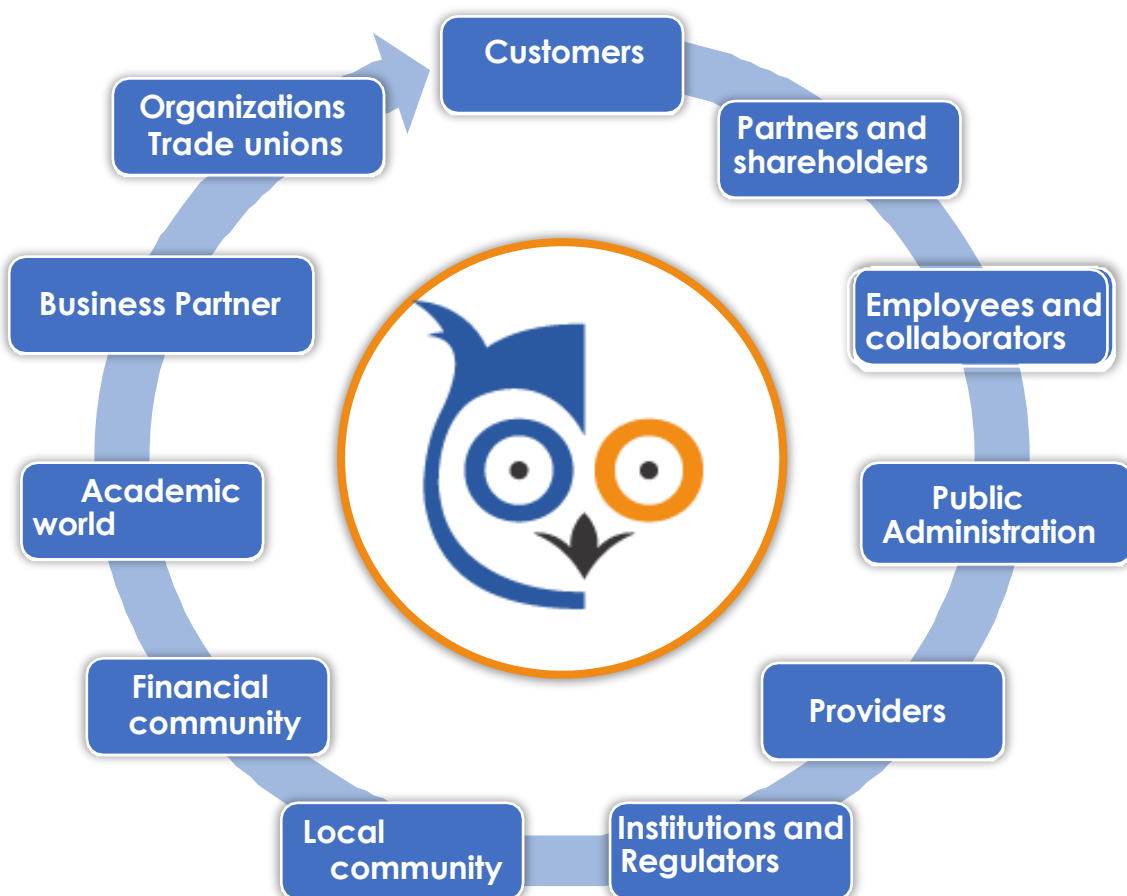 Customers
Partners and
shareholders
Employees and
collaborators
Public
Administration
Providers
Institutions and
Regulators
Local
community
Financial
community
Academic
world
Business Partner
Organizations
Trade unions